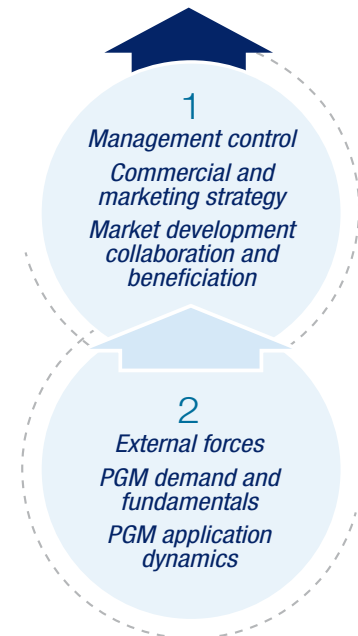 1
Management control
Commercial and
marketing strategy
Market development
collaboration and
beneficiation
2
External forces
PGM demand and
fundamentals
PGM application
dynamics